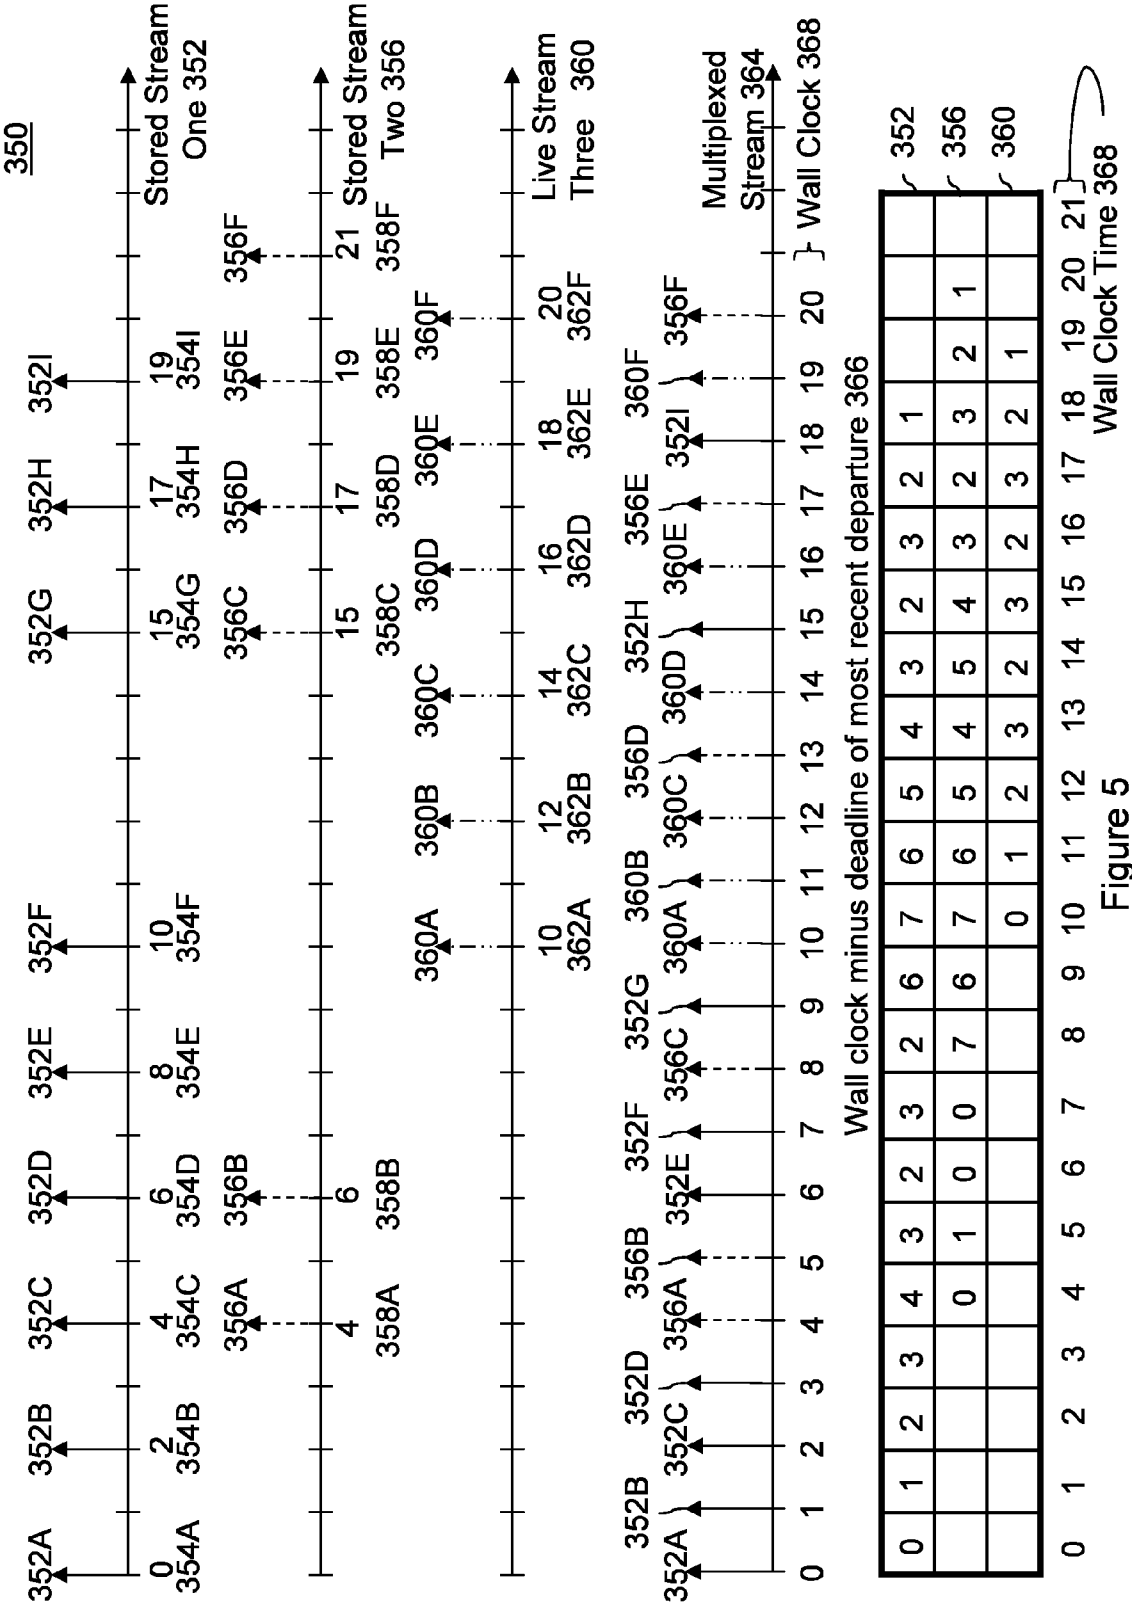 350
352A 352B 352C 352D 352E 352F 352G 352H 352I
0 2 4 6 8 10 15 17 19
354A 354B 354C 354D 354E 354F 354G 354H 354I
Stored Stream
One 352
356A 356B 356C 356D 356E 356F
4 6 15 17 19 21
358A 358B 358C 358D 358E 358F
Stored Stream
Two 356
360A 360B 360C 360D 360E 360F
10 12 14 16 18 20
362A 362B 362C 362D 362E 362F
Live Stream
Three 360
352B 352D 356B 352F 352G 360B 356D 352H 356E 360F
352A 352C 356A 352E 356C 360A 360C 360D 360E 352I 356F
Multiplexed
Stream 364
0 1 2 3 4 5 6 7 8 9 10 11 12 13 14 15 16 17 18 19 20 Wall Clock 368
Wall clock minus deadline of most recent departure 366
0 1 2 3 4 3 2 3 2 6 7 6 5 4 3 2 3 2 1 352
0 1 0 0 7 6 7 6 5 4 5 4 3 2 3 2 1 356
0 1 2 3 2 3 2 3 2 1 360
0 1 2 3 4 5 6 7 8 9 10 11 12 13 14 15 16 17 18 19 20 21
Wall Clock Time 368
Figure 5